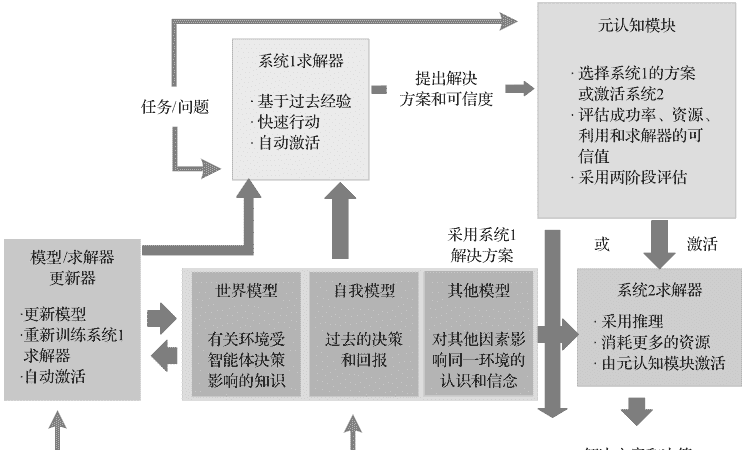 元认知模块
· 选择系统1的方案
或激活系统2
· 评估成功率、资源、
利用和求解器的可
信值
· 采用两阶段评估
系统1求解器
· 基于过去经验
· 快速行动
· 自动激活
提出解决
方案和可信度
任务/问题
采用系统1
解决方案
或
激活
模型/求解器
更新器
·更新模型
·重新训练系统1
求解器
·自动激活
世界模型
有关环境受
智能体决策
影响的知识
自我模型
过去的决策
和回报
其他模型
对其他因素影
响同一环境的
认识和信念
系统2求解器
· 采用推理
· 消耗更多的资源
· 由元认知模块激活